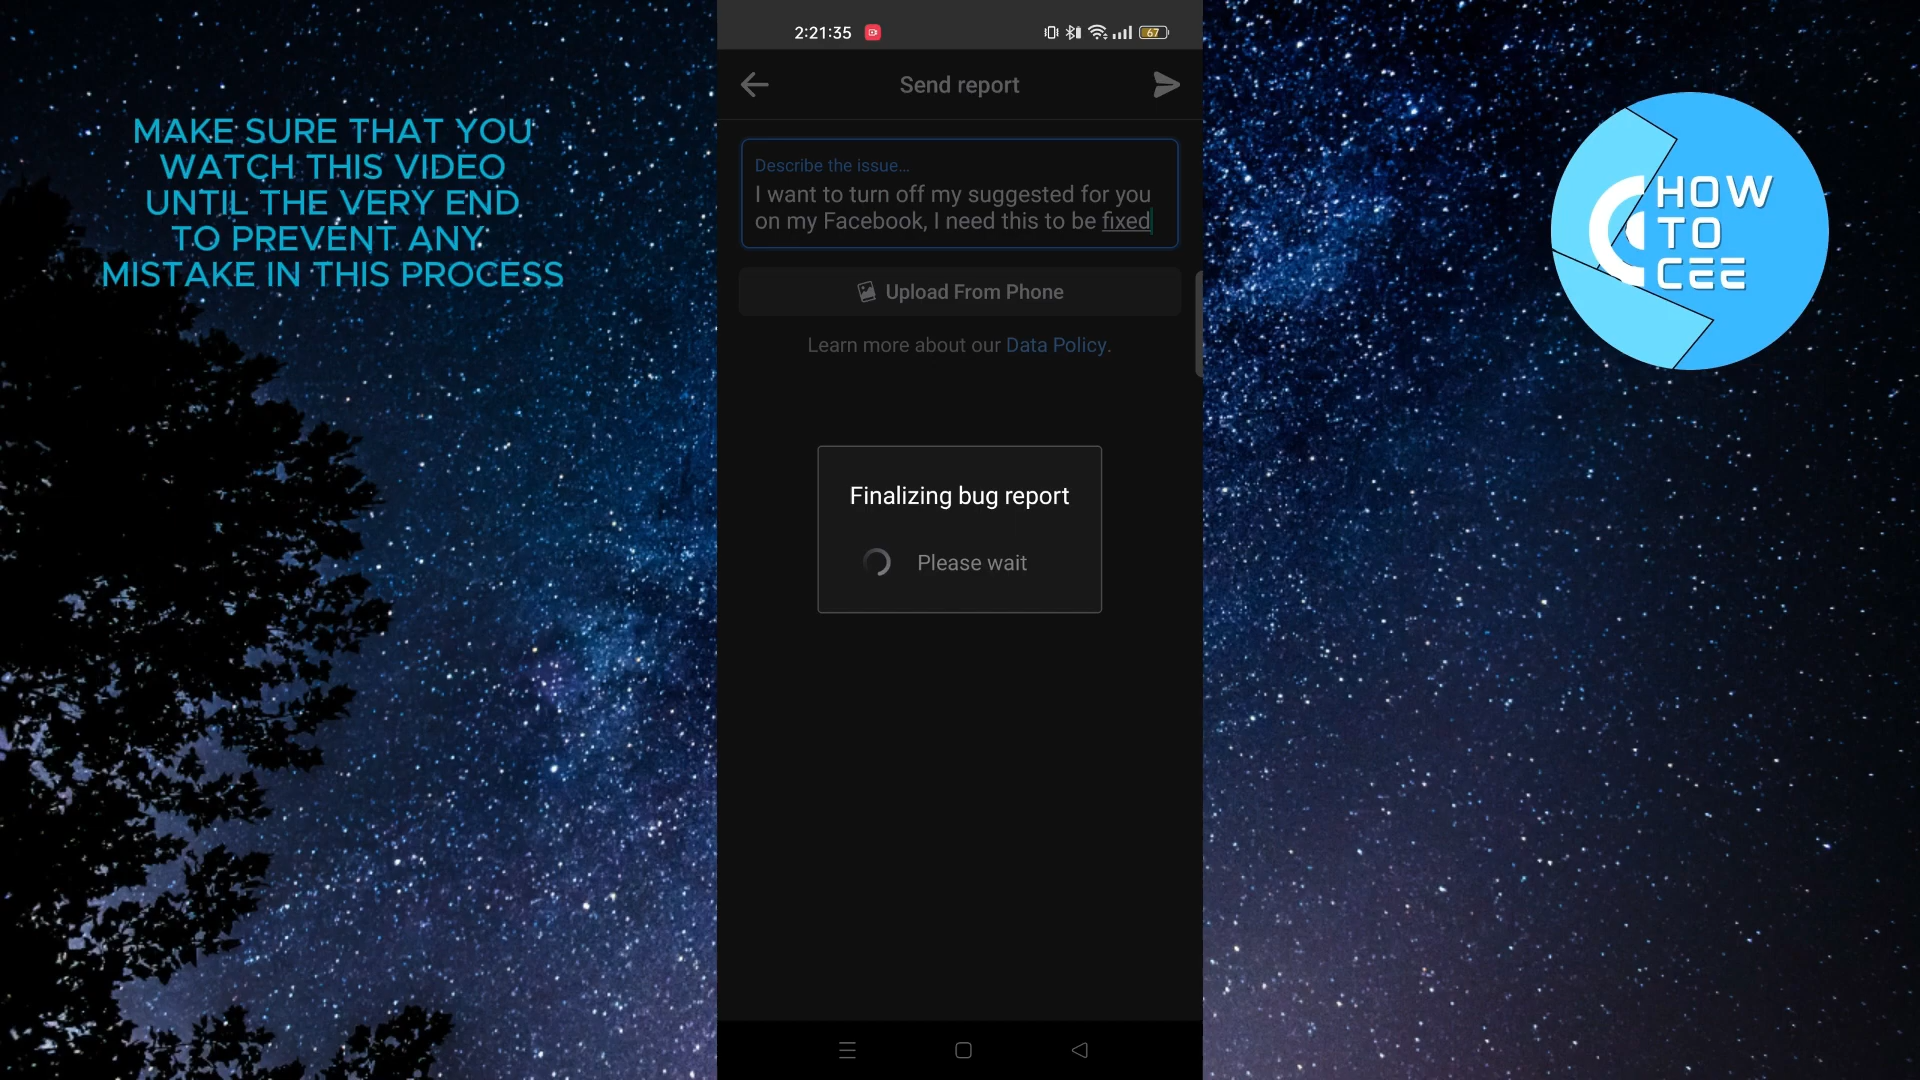 MAKE SURE THAT YOU
WATCH THIS VIDEO
UNTIL THE VERY END
TO PREVENT ANY
MISTAKE IN THIS PROCESS
2:21:35
67
Send report
Describe the issue...
I want to turn off my suggested for you
on my Facebook, I need this to be fixed
Upload From Phone
Learn more about our Data Policy.
Finalizing bug report
Please wait
HOW
TO
CEE